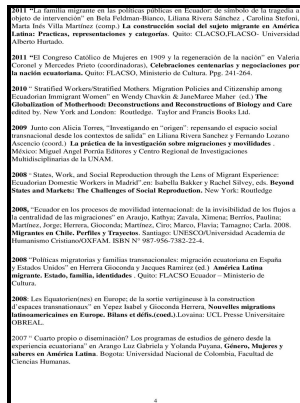 2011 "La familia migrante en las políticas públicas en Ecuador: de símbolo de la tragedia a
objeto de intervención" en Bela Feldman-Bianco, Liliana Rivera Sánchez , Carolina Stefoni,
Marta Inés Villa Martínez (comp.) La construcción social del sujeto migrante en América
Latina: Practicas, representaciones y categorías. Quito: CLACSO,FLACSO- Universidad
Alberto Hurtado.
2011 "El Congreso Católico de Mujeres en 1909 y la regeneración de la nación" en Valeria
Coronel y Mercedes Prieto (coordinadoras), Celebraciones centenarias y negociaciones por
la nación ecuatoriana. Quito: FLACSO, Ministerio de Cultura. Ppg. 241-264.
2010 " Stratified Workers/Stratified Mothers. Migration Policies and Citizenship among
Ecuadorian Immigrant Women" en Wendy Chavkin & JaneMaree Maher (ed.) The
Globalization of Motherhood: Deconstructions and Reconstructions of Biology and Care
edited by. New York and London: Routledge. Taylor and Francis Books Ltd.
2009 Junto con Alicia Torres, "Investigando en "origen": repensando el espacio social
transnacional desde los contextos de salida" en Liliana Rivera Sanchez y Fernando Lozano
Ascencio (coord.) La práctica de la investigación sobre migraciones y movilidades .
México: Miguel Angel Porrúa Editores y Centro Regional de Investigaciones
Multidisciplinarias de la UNAM.
2008 " States, Work, and Social Reproduction through the Lens of Migrant Experience:
Ecuadorian Domestic Workers in Madrid".en: Isabella Bakker y Rachel Silvey, eds. Beyond
States and Markets: The Challenges of Social Reproduction. New York: Routledge
2008, "Ecuador en los procesos de movilidad internacional: de la invisibilidad de los flujos a
la centralidad de las migraciones" en Araujo, Kathya; Zavala, Ximena; Berríos, Paulina;
Martínez, Jorge; Herrera, Gioconda; Martínez, Ciro; Marco, Flavia; Tamagno; Carla. 2008.
Migrantes en Chile. Perfiles y Trayectos. Santiago: UNESCO/Universidad Academia de
Humanismo Cristiano/OXFAM. ISBN N° 987-956-7382-22-4.
2008 "Políticas migratorias y familias transnacionales: migración ecuatoriana en España
y Estados Unidos" en Herrera Gioconda y Jacques Ramirez (ed.) América Latina
migrante. Estado, familia, identidades . Quito: FLACSO Ecuador – Ministerio de
Cultura.
2008: Les Equatorien(nes) en Europe; de la sortie vertigineuse à la construction
d'espaces transnationaux" en Yepez Isabel y Gioconda Herrera, Nouvelles migrations
latinoamericaines en Europe. Bilans et défis.(coed.).Lovaina: UCL Presse Universitaire
OBREAL.
2007 " Cuarto propio o diseminación? Los programas de estudios de género desde la
experiencia ecuatoriana" en Arango Luz Gabriela y Yolanda Puyana, Género, Mujeres y
saberes en América Latina. Bogota: Universidad Nacional de Colombia, Facultad de
Ciencias Humanas.
4